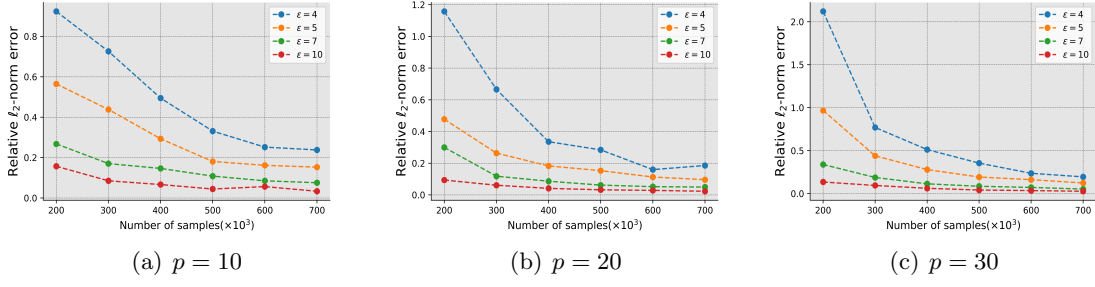 Relative ℓ₂-norm error
0.8
0.6
0.4
0.2
0.0
200 300 400 500 600 700
Number of samples(×10³)
ε = 4
ε = 5
ε = 7
ε = 10
(a) p = 10
Relative ℓ₂-norm error
1.2
1.0
0.8
0.6
0.4
0.2
0.0
200 300 400 500 600 700
Number of samples(×10³)
ε = 4
ε = 5
ε = 7
ε = 10
(b) p = 20
Relative ℓ₂-norm error
2.0
1.5
1.0
0.5
0.0
200 300 400 500 600 700
Number of samples(×10³)
ε = 4
ε = 5
ε = 7
ε = 10
(c) p = 30